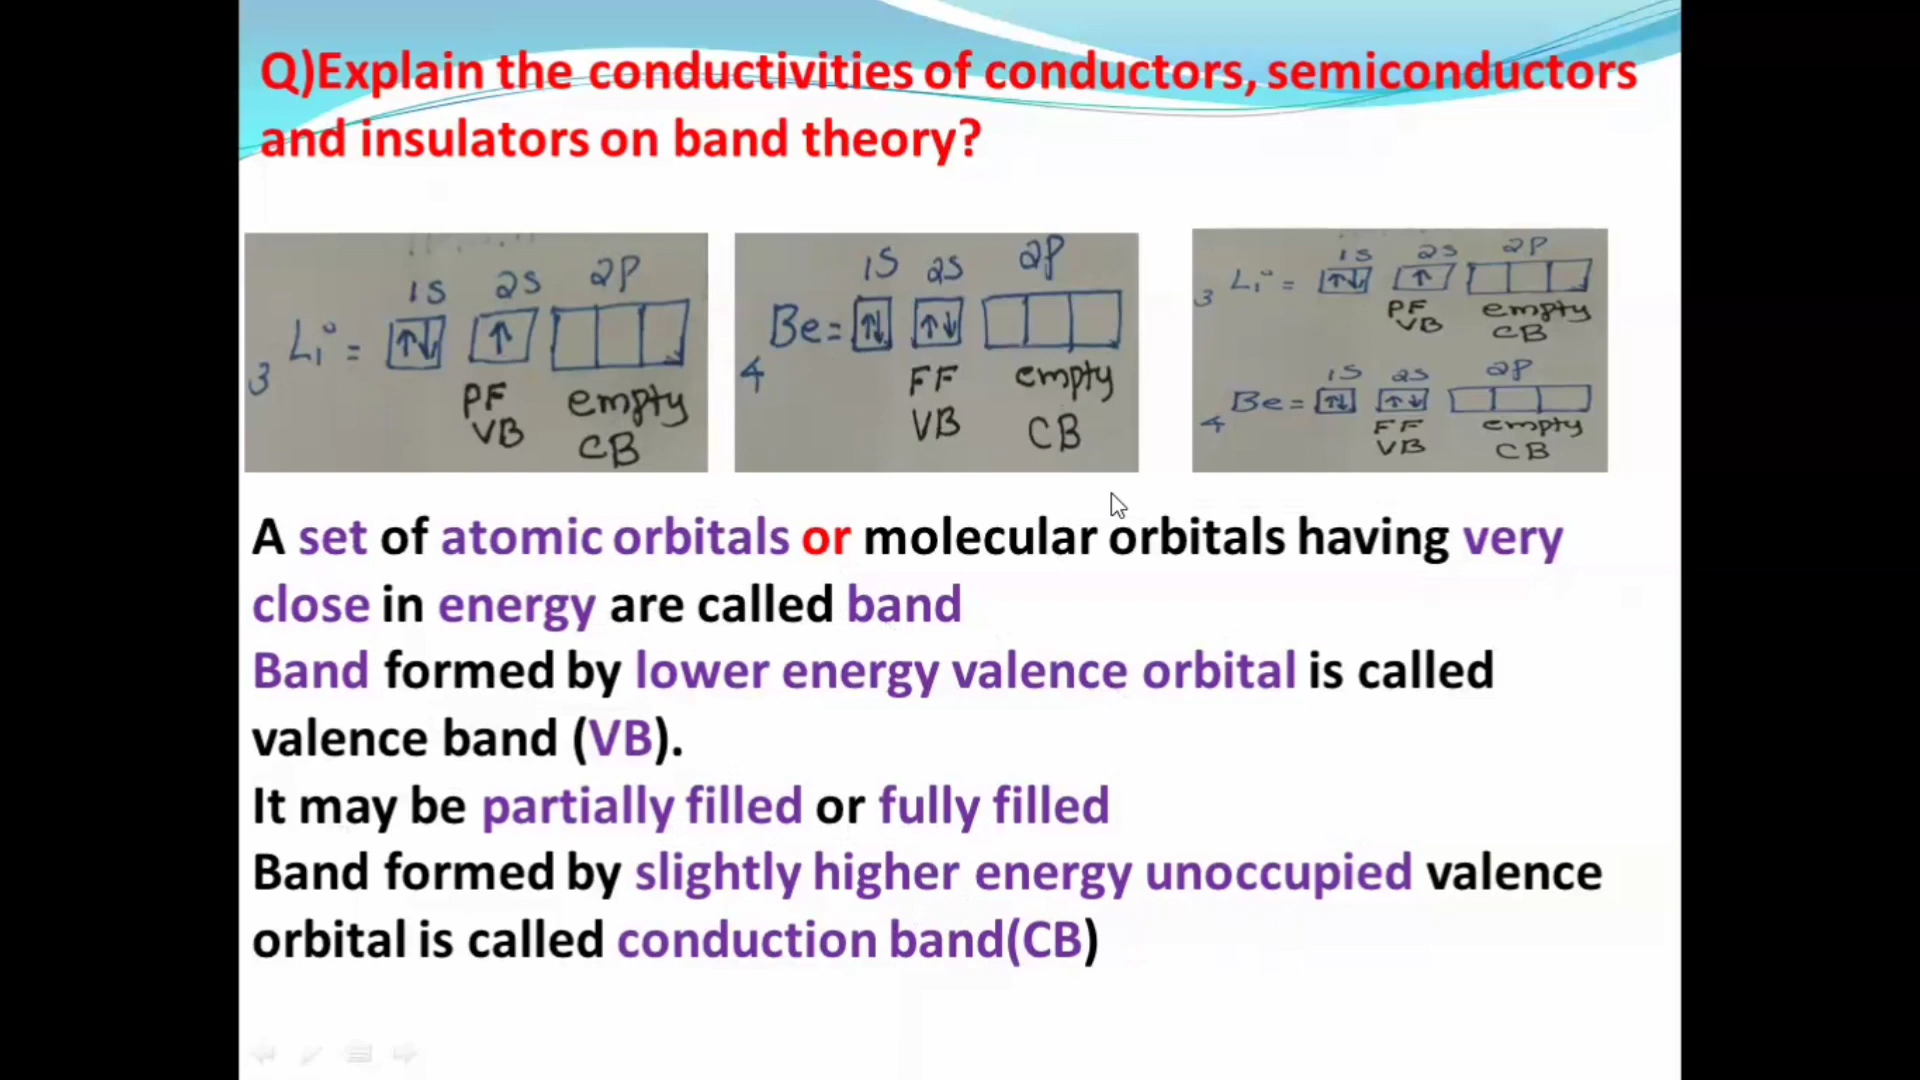 Q)Explain the conductivities of conductors, semiconductors
and insulators on band theory?
1S 2S 2P
3 Li =
PF empty
VB CB
1S 2S 2P
4 Be =
FF empty
VB CB
1S 2S 2P
3 Li =
PF empty
VB CB
1S 2S 2P
4 Be =
FF empty
VB CB
A set of atomic orbitals or molecular orbitals having very
close in energy are called band
Band formed by lower energy valence orbital is called
valence band (VB).
It may be partially filled or fully filled
Band formed by slightly higher energy unoccupied valence
orbital is called conduction band(CB)